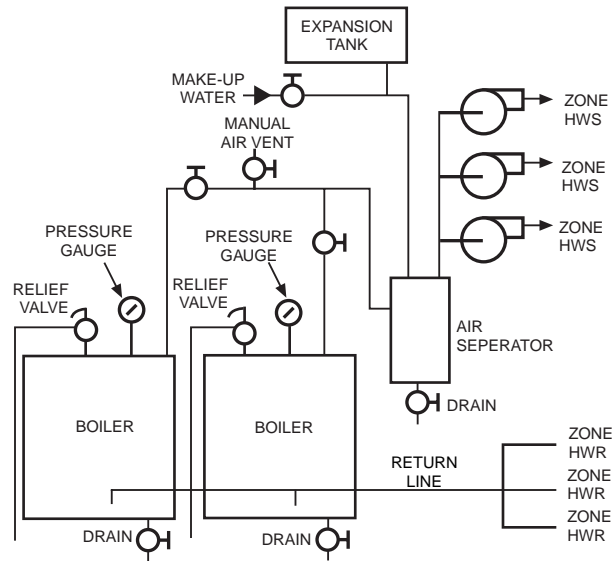 EXPANSION
TANK
MAKE-UP
WATER
ZONE
HWS
MANUAL
AIR VENT
ZONE
HWS
PRESSURE
GAUGE
PRESSURE
GAUGE
ZONE
HWS
RELIEF
VALVE
RELIEF
VALVE
AIR
SEPERATOR
BOILER
BOILER
DRAIN
RETURN
LINE
ZONE
HWR
ZONE
HWR
ZONE
HWR
DRAIN
DRAIN